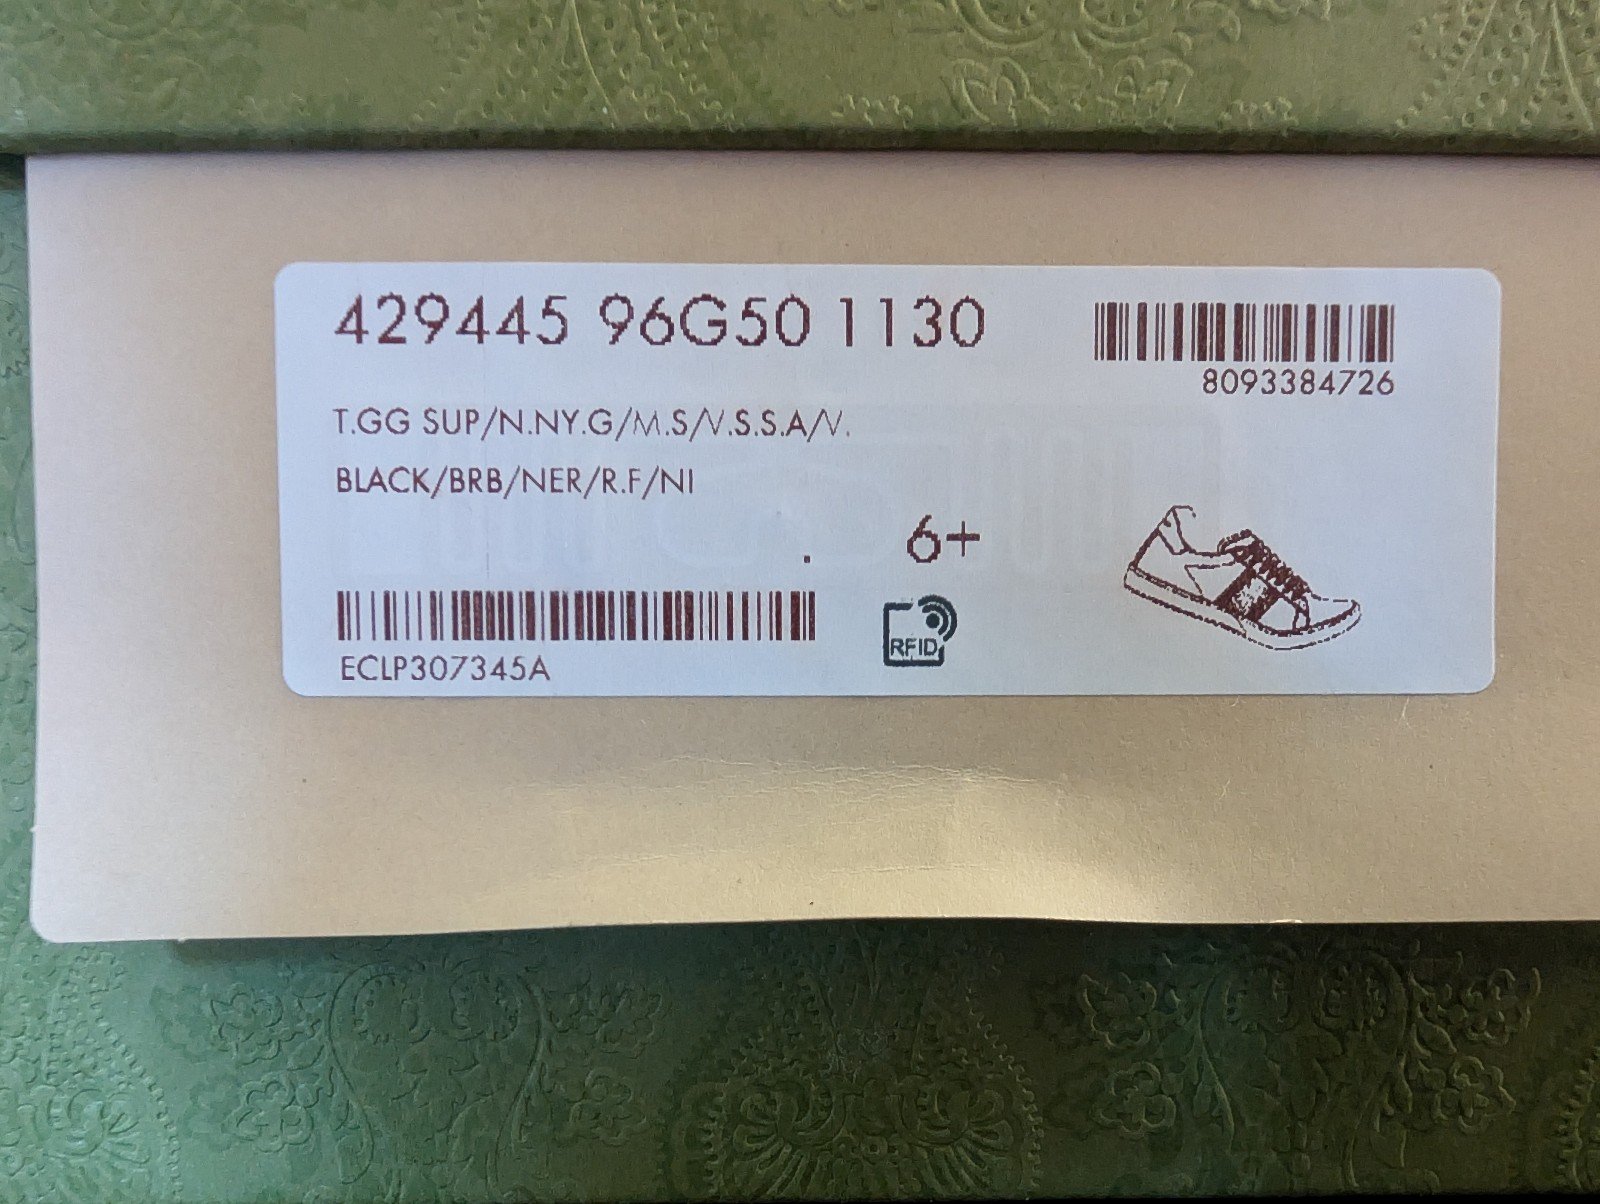 429445 96G50 1130
8093384726
T.GG SUP/N.NY.G/M.S/V.S.S.A/V.
BLACK/BRB/NER/R.F/NI
. 6+
RFID
ECLP307345A